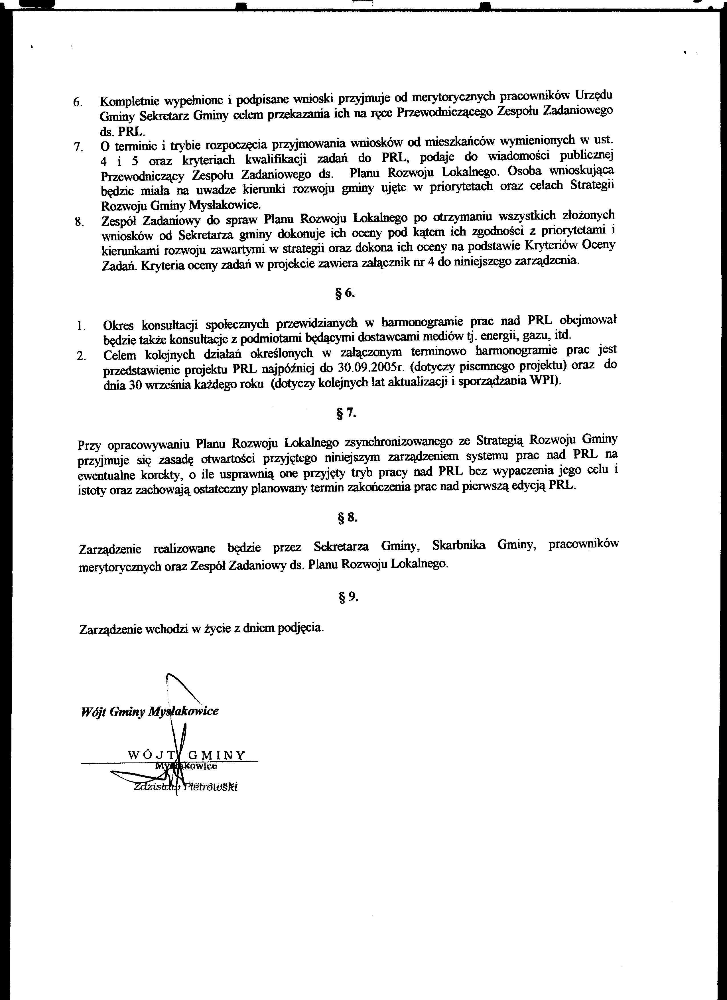 6. Kompletnie wypełnione i podpisane wnioski przyjmuje od merytorycznych pracowników Urzędu
Gminy Sekretarz Gminy celem przekazania ich na ręce Przewodniczącego Zespołu Zadaniowego
ds. PRL.
7. O terminie i trybie rozpoczęcia przyjmowania wniosków od mieszkańców wymienionych w ust.
4 i 5 oraz kryteriach kwalifikacji zadań do PRL, podaje do wiadomości publicznej
Przewodniczący Zespołu Zadaniowego ds. Planu Rozwoju Lokalnego. Osoba wnioskująca
będzie miała na uwadze kierunki rozwoju gminy ujęte w priorytetach oraz celach Strategii
Rozwoju Gminy Mysłakowice.
8. Zespół Zadaniowy do spraw Planu Rozwoju Lokalnego po otrzymaniu wszystkich złożonych
wniosków od Sekretarza gminy dokonuje ich oceny pod kątem ich zgodności z priorytetami i
kierunkami rozwoju zawartymi w strategii oraz dokona ich oceny na podstawie Kryteriów Oceny
Zadań. Kryteria oceny zadań w projekcie zawiera załącznik nr 4 do niniejszego zarządzenia.
§ 6.
1. Okres konsultacji społecznych przewidzianych w harmonogramie prac nad PRL obejmował
będzie także konsultacje z podmiotami będącymi dostawcami mediów tj. energii, gazu, itd.
2. Celem kolejnych działań określonych w załączonym terminowo harmonogramie prac jest
przedstawienie projektu PRL najpóźniej do 30.09.2005r. (dotyczy pisemnego projektu) oraz do
dnia 30 września każdego roku (dotyczy kolejnych lat aktualizacji i sporządzania WPI).
§ 7.
Przy opracowywaniu Planu Rozwoju Lokalnego zsynchronizowanego ze Strategią Rozwoju Gminy
przyjmuje się zasadę otwartości przyjętego niniejszym zarządzeniem systemu prac nad PRL na
ewentualne korekty, o ile usprawnią one przyjęty tryb pracy nad PRL bez wypaczenia jego celu i
istoty oraz zachowają ostateczny planowany termin zakończenia prac nad pierwszą edycją PRL.
§ 8.
Zarządzenie realizowane będzie przez Sekretarza Gminy, Skarbnika Gminy, pracowników
merytorycznych oraz Zespół Zadaniowy ds. Planu Rozwoju Lokalnego.
§ 9.
Zarządzenie wchodzi w życie z dniem podjęcia.
Wójt Gminy Mysłakowice
WÓJT GMINY
Mysłakowice
Zdzisław Pietrowski